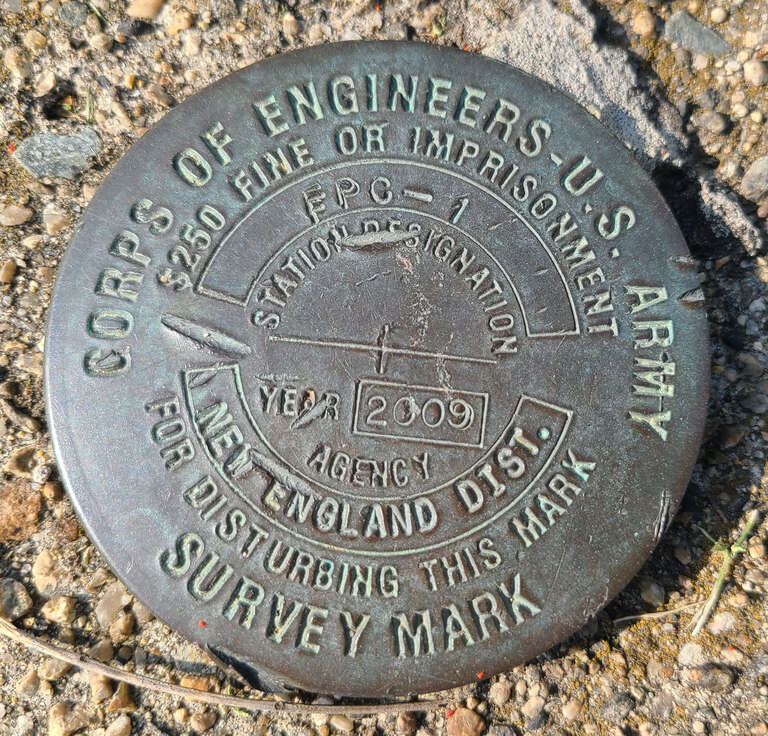 CORPS OF ENGINEERS-U.S. ARMY
$250 FINE OR IMPRISONMENT
EPC-1
STATION DESIGNATION
YEAR 2009
AGENCY
NEW ENGLAND DIST.
FOR DISTURBING THIS MARK
SURVEY MARK